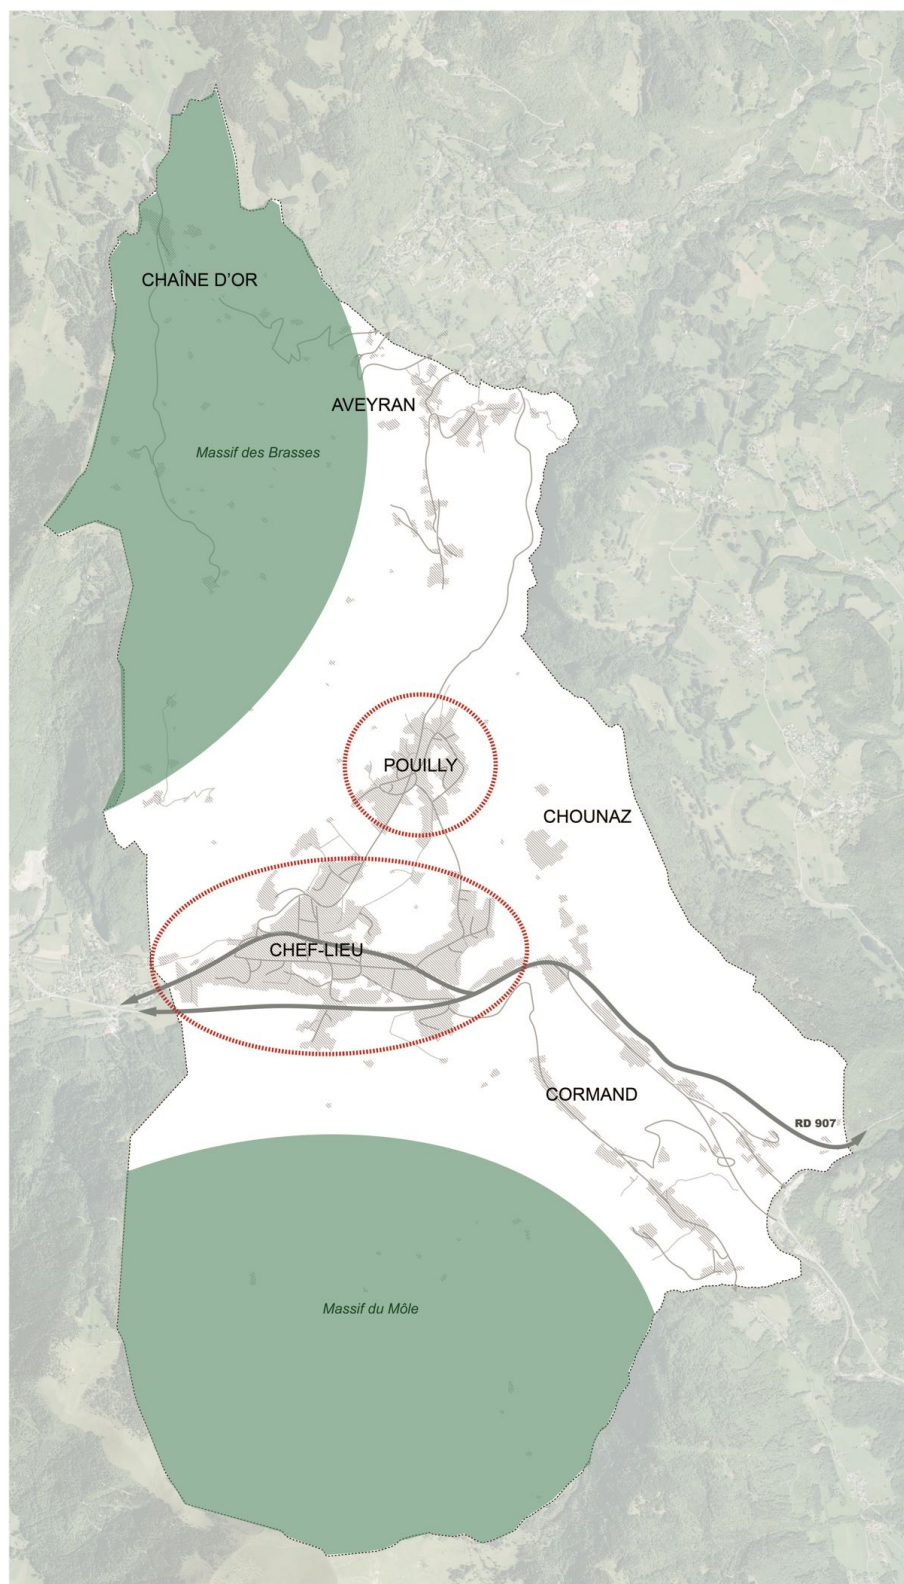 CHAÎNE D'OR
AVEYRAN
Massif des Brasses
POUILLY
CHOUNAZ
CHEF-LIEU
CORMAND
RD 907
Massif du Môle